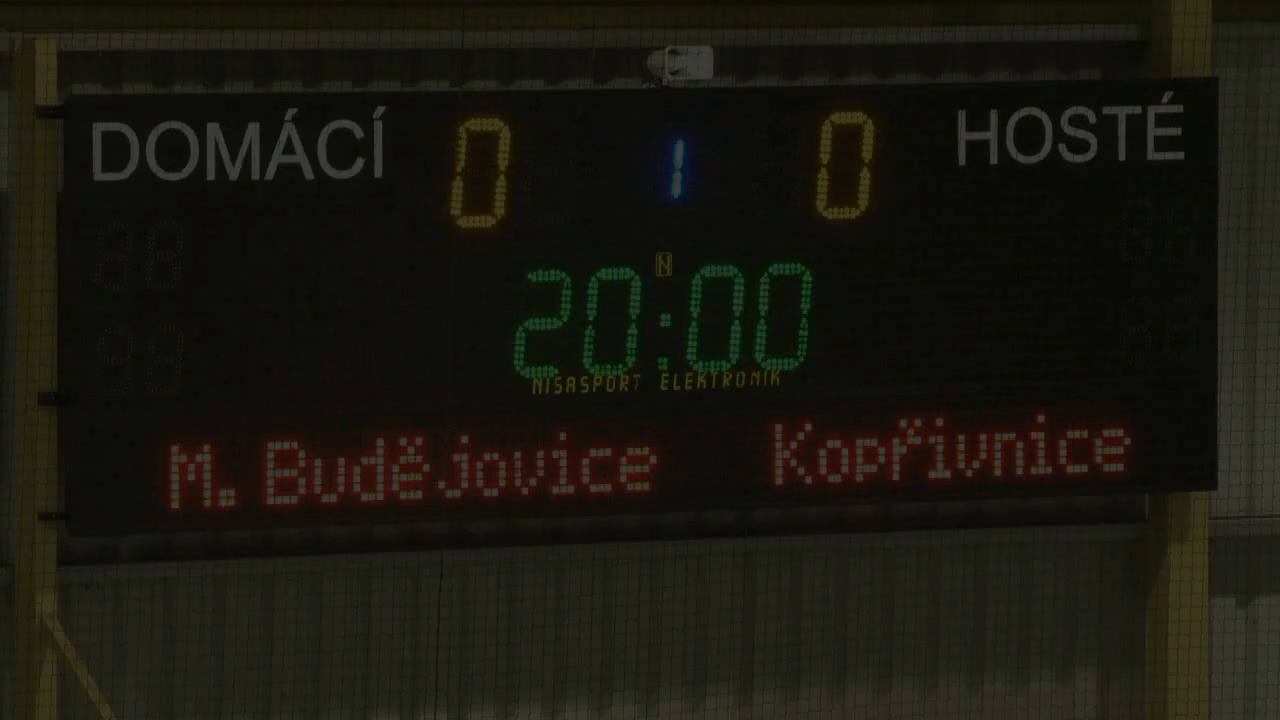 DOMÁCÍ 0 1 0 HOSTÉ
N
20:00
NISASPORT ELEKTRONIK
M. Budějovice Kopřivnice